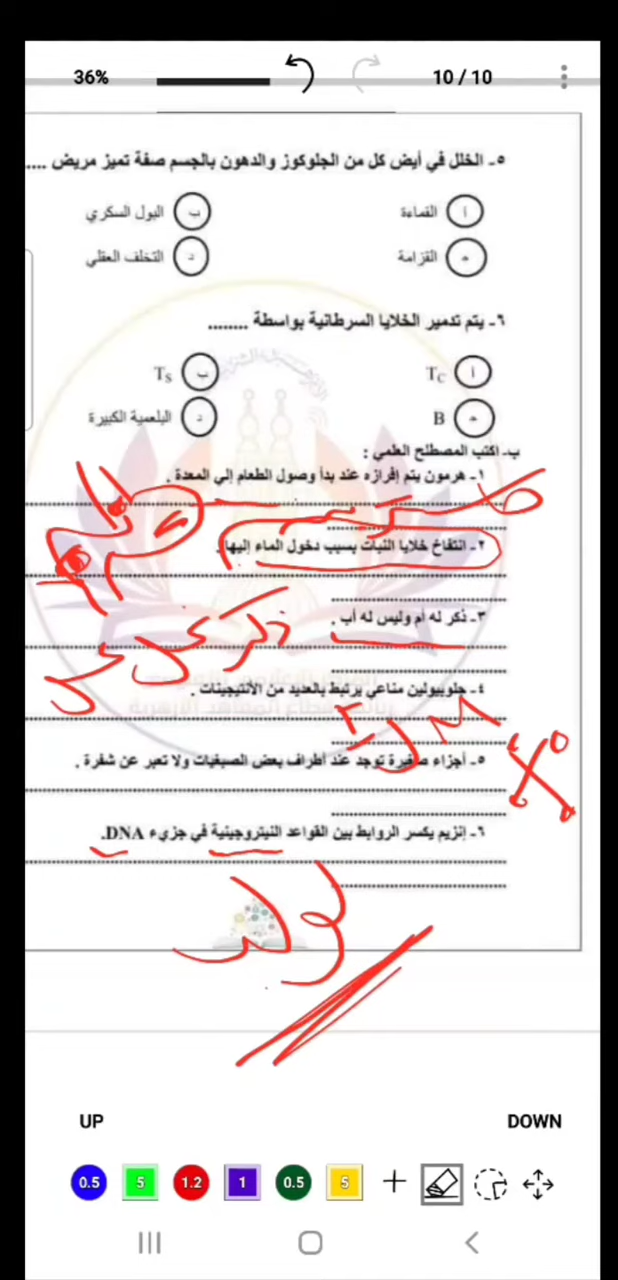 36%
10 / 10
٥- الخلل في أيض كل من الجلوكوز والدهون بالجسم صفة تميز مريض ....
أ القماءة ب البول السكري
ج القزامة د التخلف العقلي
٦- يتم تدمير الخلايا السرطانية بواسطة ........
أ TC ب TS
ج B د البلعمية الكبيرة
ب- اكتب المصطلح العلمي :
١- هرمون يتم إفرازه عند بدأ وصول الطعام إلي المعدة .
٢- انتفاخ خلايا النبات بسبب دخول الماء إليها .
٣- ذكر له أم وليس له أب .
ذكر
٤- جلوبيولين مناعي يرتبط بالعديد من الأنتيجينات .
٥- أجزاء صغيرة توجد عند أطراف بعض الصبغيات ولا تعبر عن شفرة .
٦- إنزيم يكسر الروابط بين القواعد النيتروجينية في جزيء DNA.
UP
DOWN
0.5 5 1.2 1 0.5 5